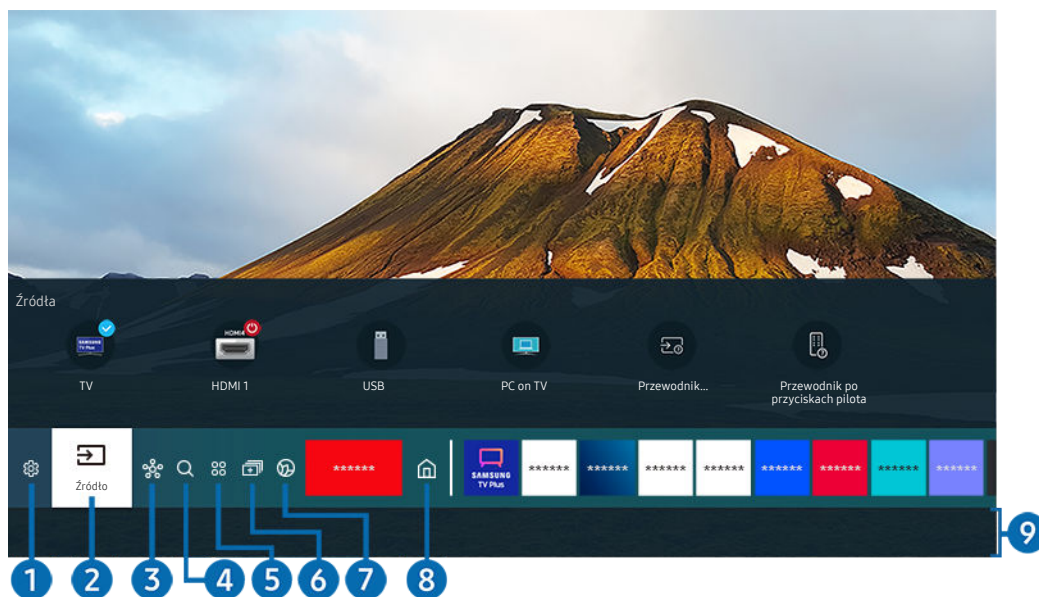 Źródła
SAMSUNG
TV Plus
HDMI
TV
HDMI 1
USB
PC on TV
Przewodnik...
Przewodnik po
przyciskach pilota
Źródło
******
SAMSUNG
TV Plus
******
******
******
******
******
******
******
******
1
2
3
4
5
6
7
8
9